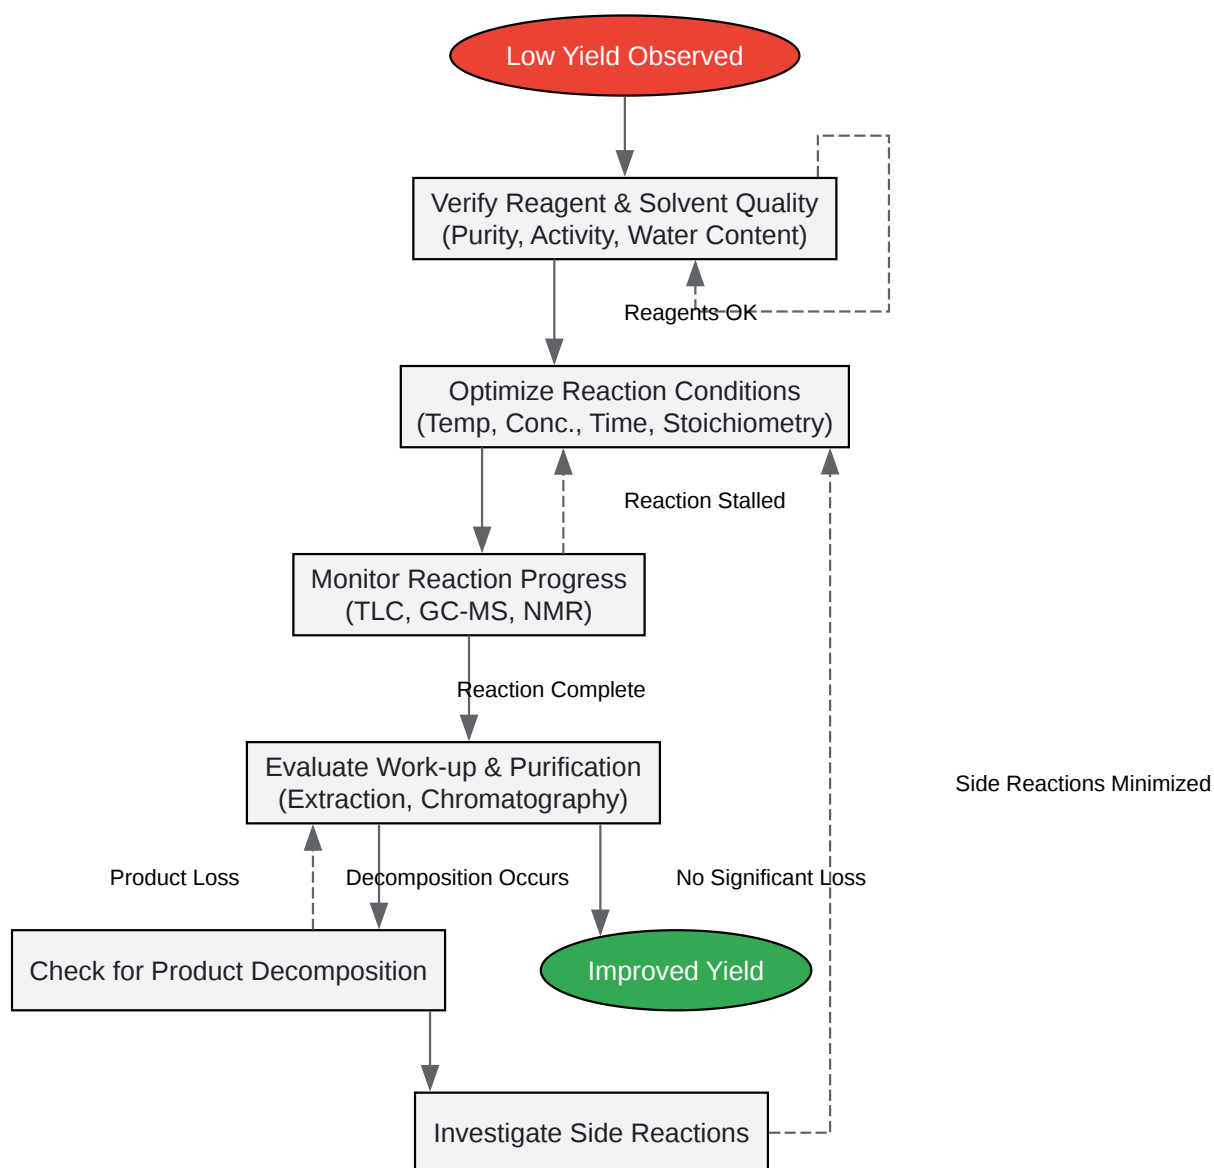 Low Yield Observed
Verify Reagent & Solvent Quality
(Purity, Activity, Water Content)
Reagents OK
Optimize Reaction Conditions
(Temp, Conc., Time, Stoichiometry)
Reaction Stalled
Monitor Reaction Progress
(TLC, GC-MS, NMR)
Reaction Complete
Evaluate Work-up & Purification
(Extraction, Chromatography)
Side Reactions Minimized
Product Loss
Decomposition Occurs
No Significant Loss
Check for Product Decomposition
Improved Yield
Investigate Side Reactions